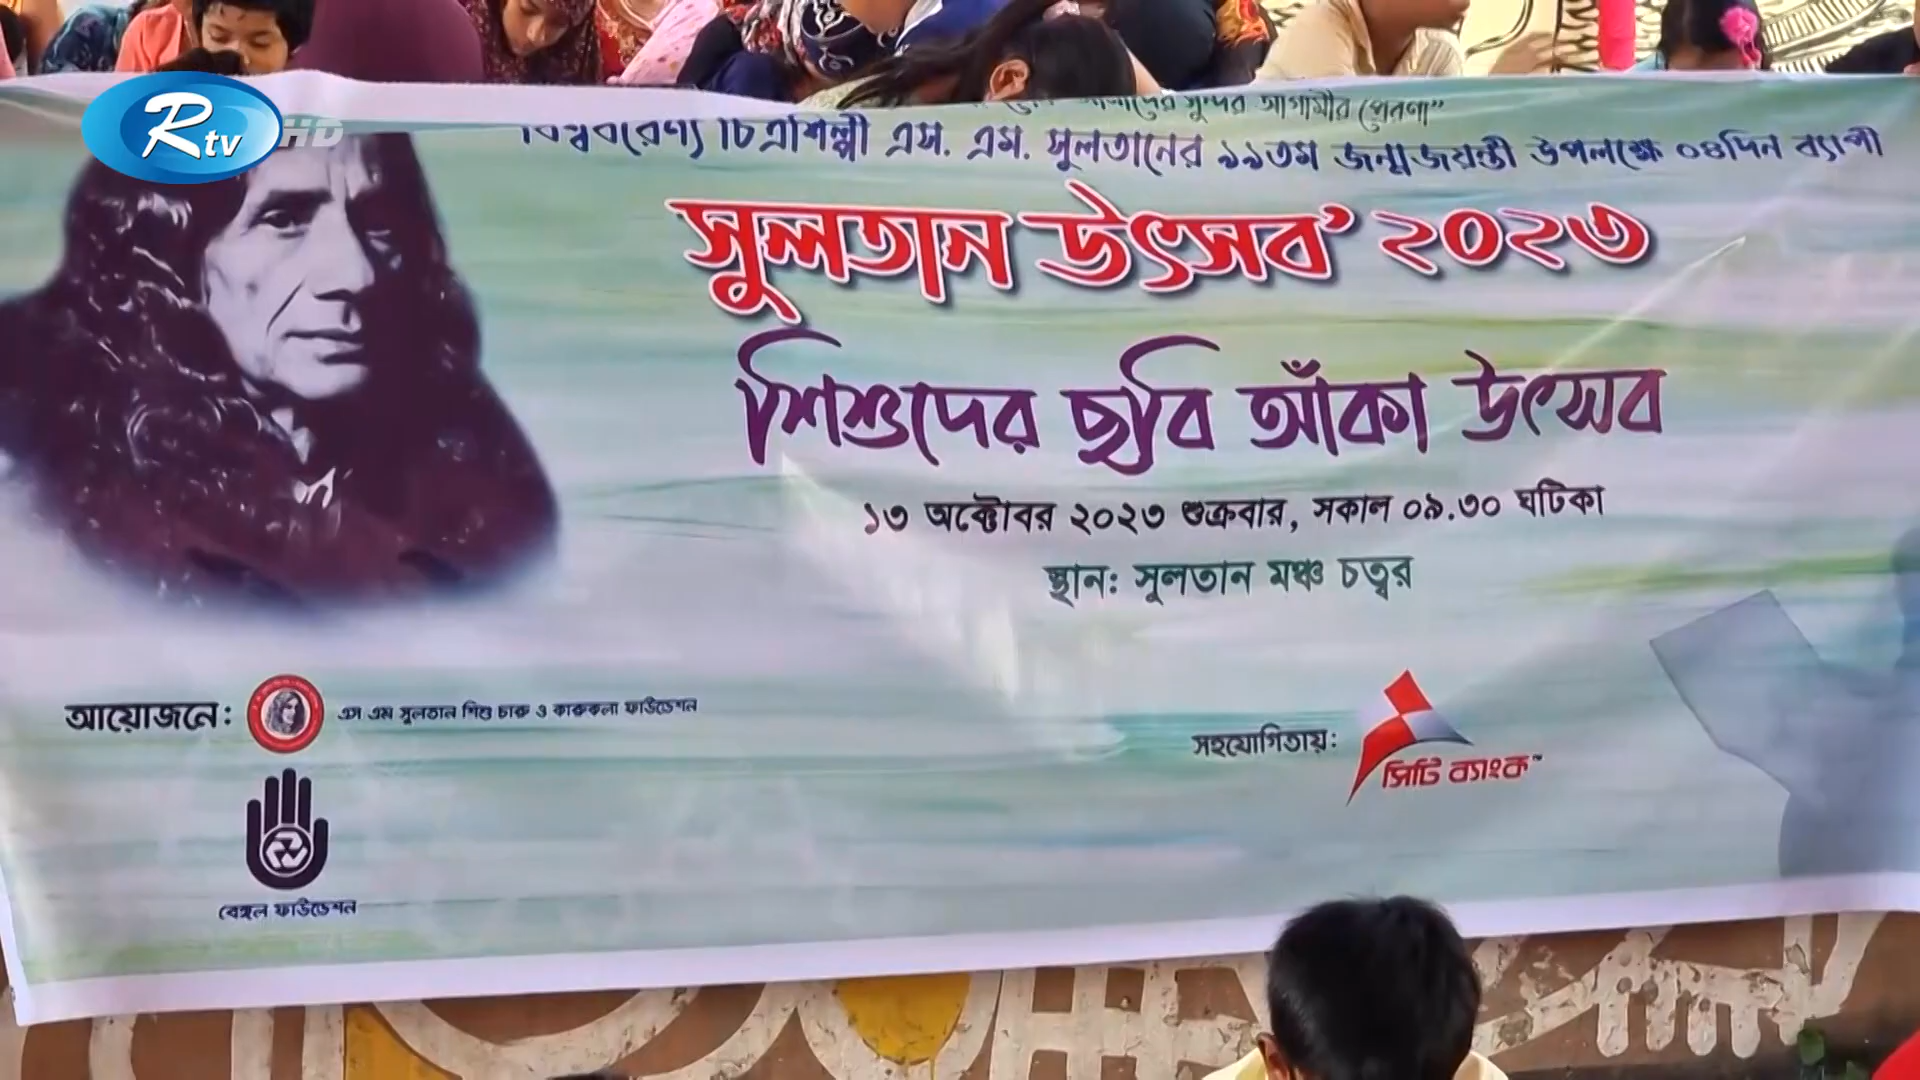 Rtv HD
সুন্দর আগামীর প্রেরণা”
বিশ্ববরেণ্য চিত্রশিল্পী এস. এম. সুলতানের ৯৯তম জন্মজয়ন্তী উপলক্ষে ০৪দিন ব্যাপী
সুলতান উৎসব’ ২০২৩
শিশুদের ছবি আঁকা উৎসব
১৩ অক্টোবর ২০২৩ শুক্রবার, সকাল ০৯.৩০ ঘটিকা
স্থান: সুলতান মঞ্চ চত্বর
আয়োজনে: এস এম সুলতান শিশু চারু ও কারুকলা ফাউন্ডেশন
বেঙ্গল ফাউন্ডেশন
সহযোগিতায়: সিটি ব্যাংক™